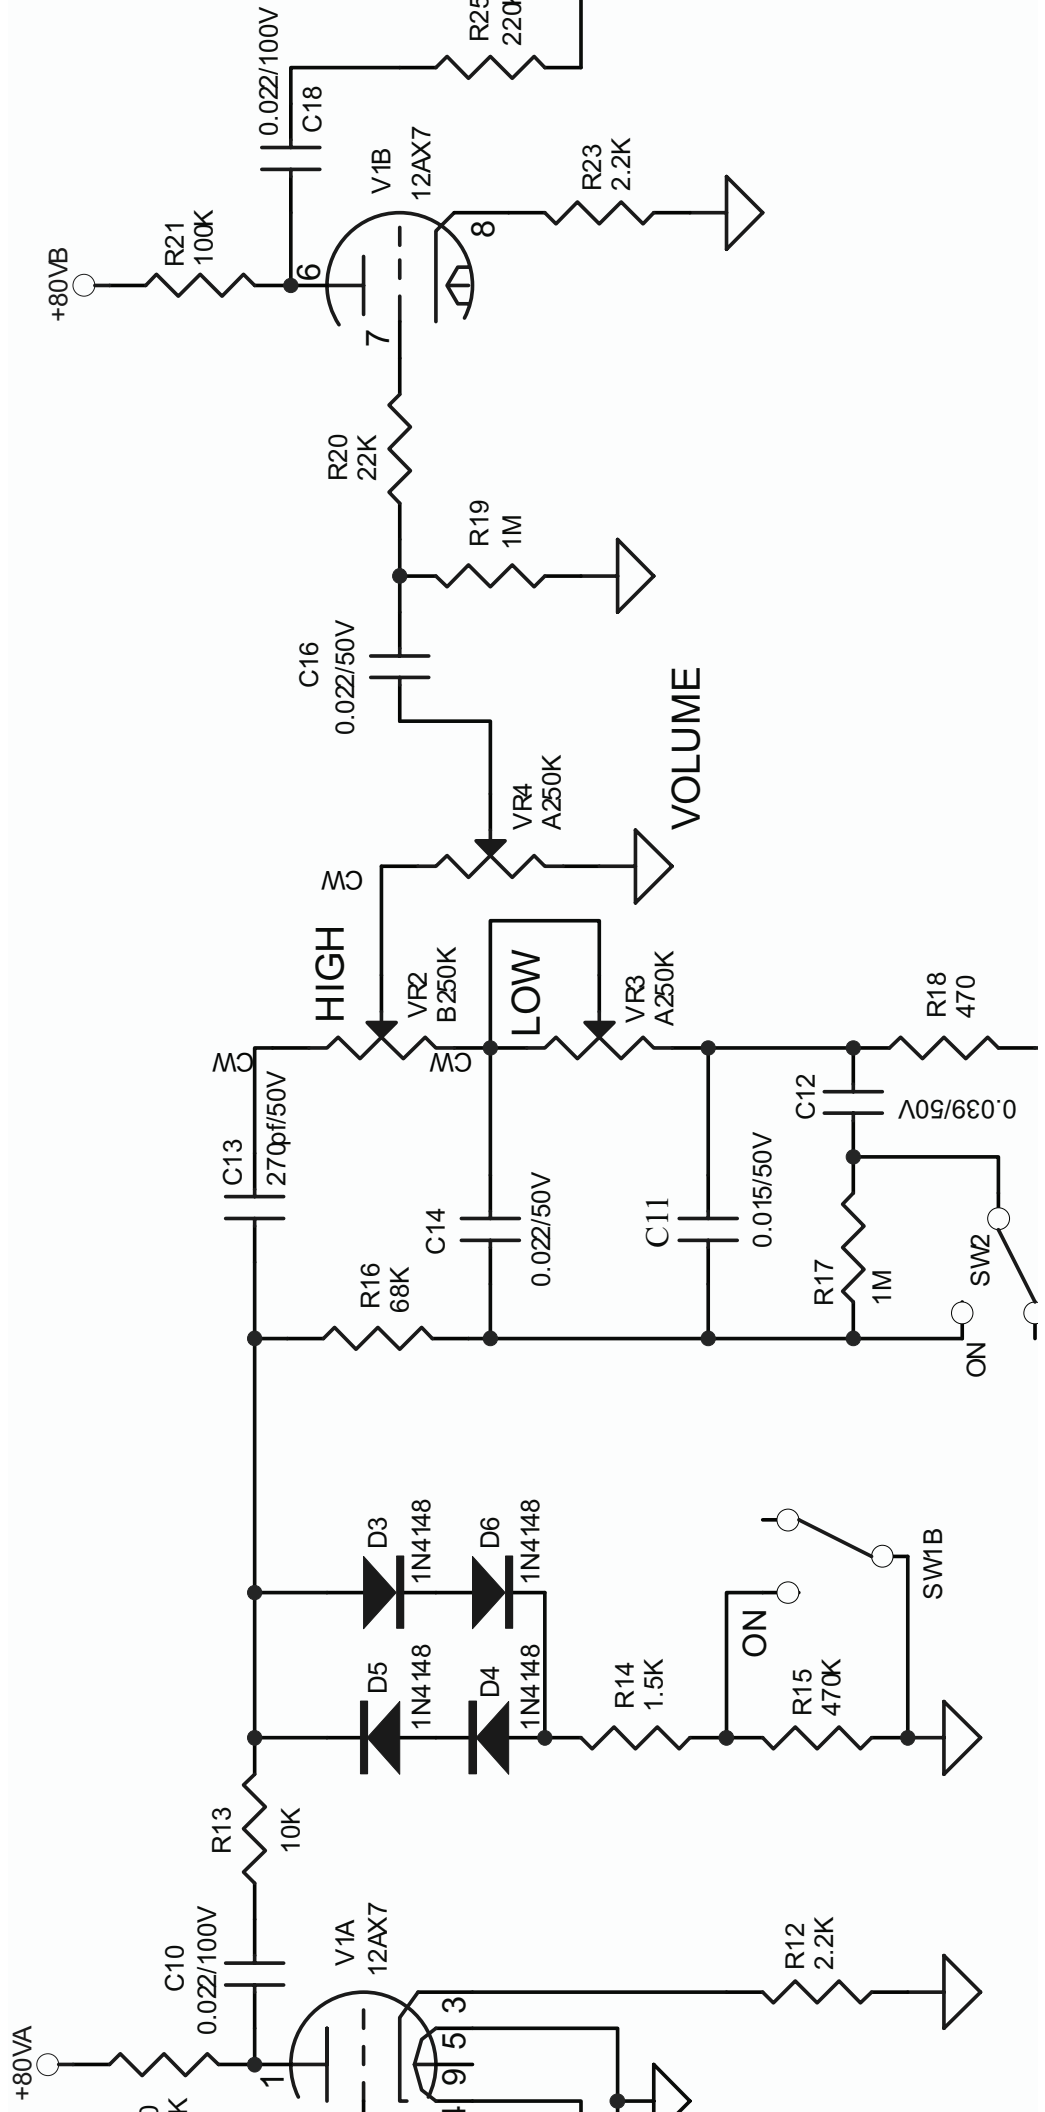 +80VA
C10
0.022/100V
1
V1A
12AX7
3
5
9
R12
2.2K
R13
10K
D5
1N4148
D4
1N4148
D3
1N4148
D6
1N4148
R14
1.5K
R15
470K
ON
SW1B
R16
68K
C13
270pf/50V
C14
0.022/50V
C11
0.015/50V
R17
1M
C12
0.039/50V
SW2
ON
R18
470
CW
HIGH
VR2
B250K
CW
LOW
VR3
A250K
CW
VR4
A250K
VOLUME
C16
0.022/50V
R19
1M
R20
22K
+80VB
R21
100K
6
7
8
V1B
12AX7
C18
0.022/100V
R23
2.2K
R25